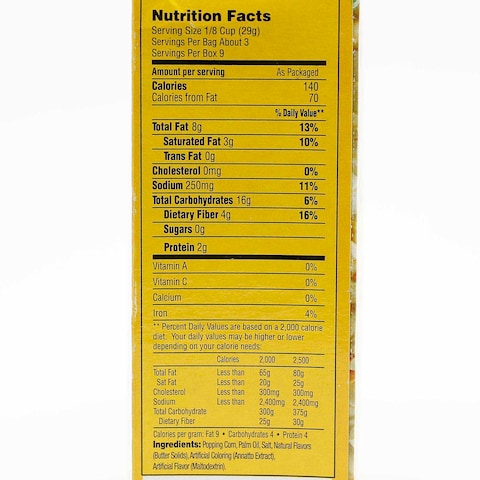 Nutrition Facts
Serving Size 1/8 Cup (29g)
Servings Per Bag About 3
Servings Per Box 9
Amount per serving As Packaged
Calories 140
Calories from Fat 70
% Daily Value**
Total Fat 8g 13%
Saturated Fat 3g 10%
Trans Fat 0g
Cholesterol 0mg 0%
Sodium 250mg 11%
Total Carbohydrates 16g 6%
Dietary Fiber 4g 16%
Sugars 0g
Protein 2g
Vitamin A 0%
Vitamin C 0%
Calcium 0%
Iron 4%
** Percent Daily Values are based on a 2,000 calorie
diet. Your daily values may be higher or lower
depending on your calorie needs:
Calories 2,000 2,500
Total Fat Less than 65g 80g
Sat Fat Less than 20g 25g
Cholesterol Less than 300mg 300mg
Sodium Less than 2,400mg 2,400mg
Total Carbohydrate 300g 375g
Dietary Fiber 25g 30g
Calories per gram: Fat 9 • Carbohydrates 4 • Protein 4
Ingredients: Popping Corn, Palm Oil, Salt, Natural Flavors
(Butter Solids), Artificial Coloring (Annatto Extract),
Artificial Flavor (Maltodextrin).